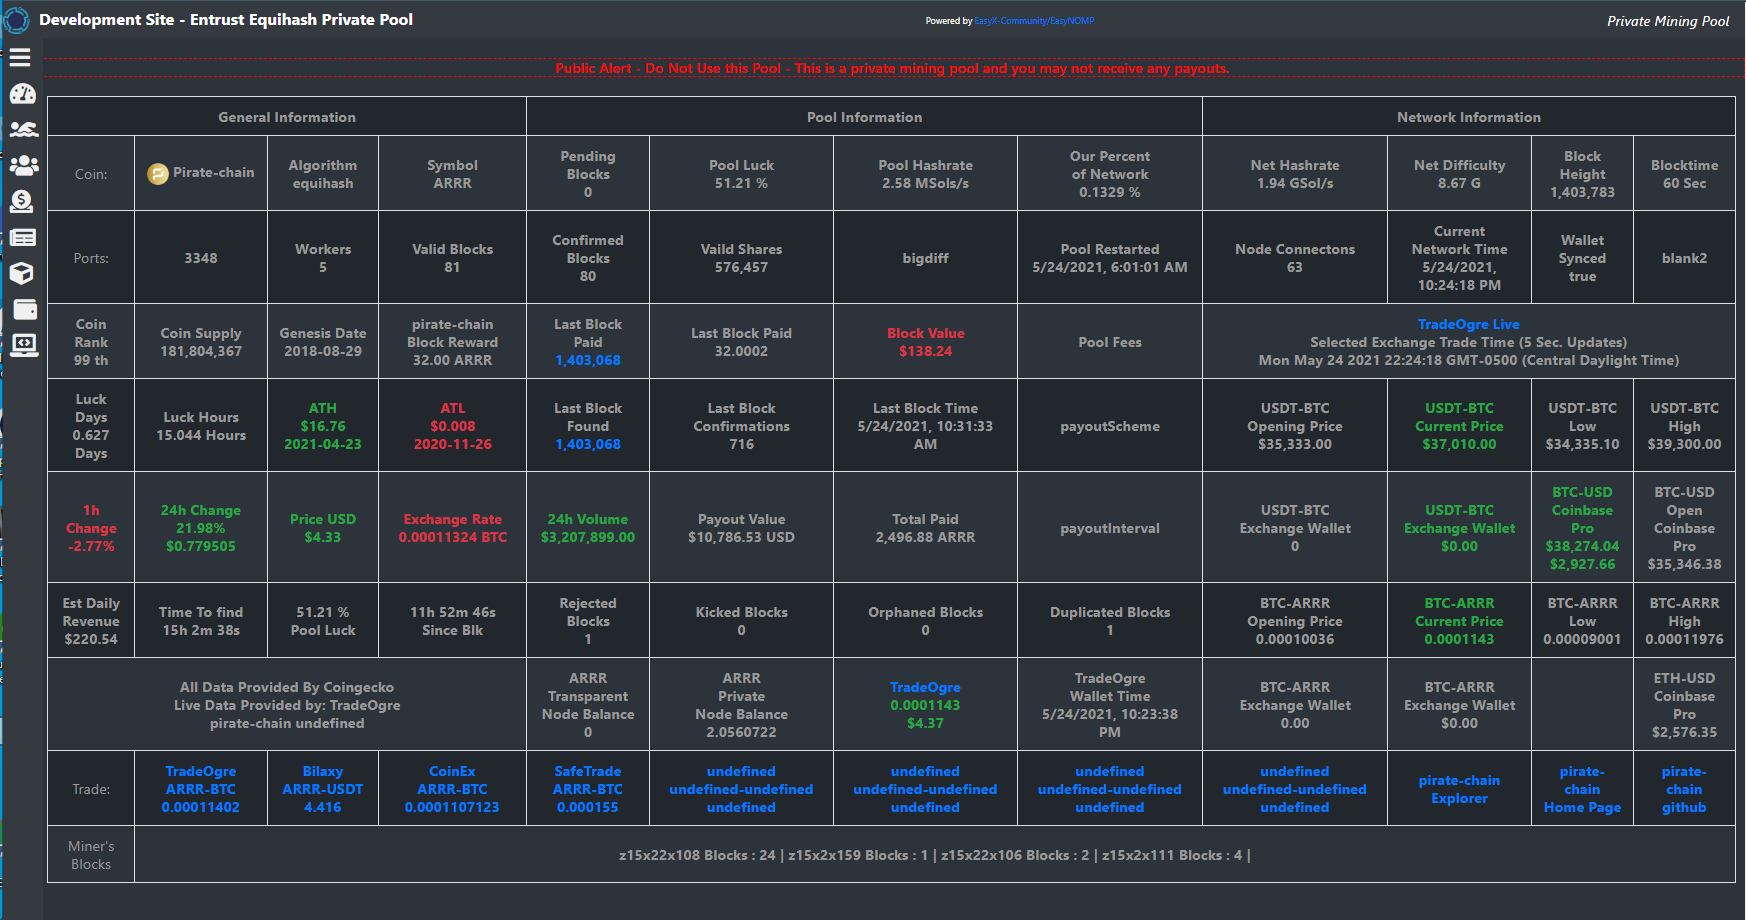 Development Site - Entrust Equihash Private Pool
Powered by EasyX-Community/EasyNOMP
Private Mining Pool
Public Alert - Do Not Use this Pool - This is a private mining pool and you may not receive any payouts.
General Information
Pool Information
Network Information
Coin:
Pirate-chain
Algorithm
equihash
Symbol
ARRR
Pending
Blocks
0
Pool Luck
51.21 %
Pool Hashrate
2.58 MSols/s
Our Percent
of Network
0.1329 %
Net Hashrate
1.94 GSol/s
Net Difficulty
8.67 G
Block
Height
1,403,783
Blocktime
60 Sec
Ports:
3348
Workers
5
Valid Blocks
81
Confirmed
Blocks
80
Vaild Shares
576,457
bigdiff
Pool Restarted
5/24/2021, 6:01:01 AM
Node Connectons
63
Current
Network Time
5/24/2021,
10:24:18 PM
Wallet
Synced
true
blank2
Coin
Rank
99 th
Coin Supply
181,804,367
Genesis Date
2018-08-29
pirate-chain
Block Reward
32.00 ARRR
Last Block
Paid
1,403,068
Last Block Paid
32.0002
Block Value
$138.24
Pool Fees
TradeOgre Live
Selected Exchange Trade Time (5 Sec. Updates)
Mon May 24 2021 22:24:18 GMT-0500 (Central Daylight Time)
Luck
Days
0.627
Days
Luck Hours
15.044 Hours
ATH
$16.76
2021-04-23
ATL
$0.008
2020-11-26
Last Block
Found
1,403,068
Last Block
Confirmations
716
Last Block Time
5/24/2021, 10:31:33
AM
payoutScheme
USDT-BTC
Opening Price
$35,333.00
USDT-BTC
Current Price
$37,010.00
USDT-BTC
Low
$34,335.10
USDT-BTC
High
$39,300.00
1h
Change
-2.77%
24h Change
21.98%
$0.779505
Price USD
$4.33
Exchange Rate
0.00011324 BTC
24h Volume
$3,207,899.00
Payout Value
$10,786.53 USD
Total Paid
2,496.88 ARRR
payoutInterval
USDT-BTC
Exchange Wallet
0
USDT-BTC
Exchange Wallet
$0.00
BTC-USD
Coinbase
Pro
$38,274.04
$2,927.66
BTC-USD
Open
Coinbase
Pro
$35,346.38
Est Daily
Revenue
$220.54
Time To find
15h 2m 38s
51.21 %
Pool Luck
11h 52m 46s
Since Blk
Rejected
Blocks
1
Kicked Blocks
0
Orphaned Blocks
0
Duplicated Blocks
1
BTC-ARRR
Opening Price
0.00010036
BTC-ARRR
Current Price
0.0001143
BTC-ARRR
Low
0.00009001
BTC-ARRR
High
0.00011976
All Data Provided By Coingecko
Live Data Provided by: TradeOgre
pirate-chain undefined
ARRR
Transparent
Node Balance
0
ARRR
Private
Node Balance
2.0560722
TradeOgre
0.0001143
$4.37
TradeOgre
Wallet Time
5/24/2021, 10:23:38
PM
BTC-ARRR
Exchange Wallet
0.00
BTC-ARRR
Exchange Wallet
$0.00
ETH-USD
Coinbase
Pro
$2,576.35
Trade:
TradeOgre
ARRR-BTC
0.00011402
Bilaxy
ARRR-USDT
4.416
CoinEx
ARRR-BTC
0.0001107123
SafeTrade
ARRR-BTC
0.000155
undefined
undefined-undefined
undefined
undefined
undefined-undefined
undefined
undefined
undefined-undefined
undefined
undefined
undefined-undefined
undefined
pirate-chain
Explorer
pirate-
chain
Home Page
pirate-
chain
github
Miner's
Blocks
z15x22x108 Blocks : 24 | z15x2x159 Blocks : 1 | z15x22x106 Blocks : 2 | z15x2x111 Blocks : 4 |